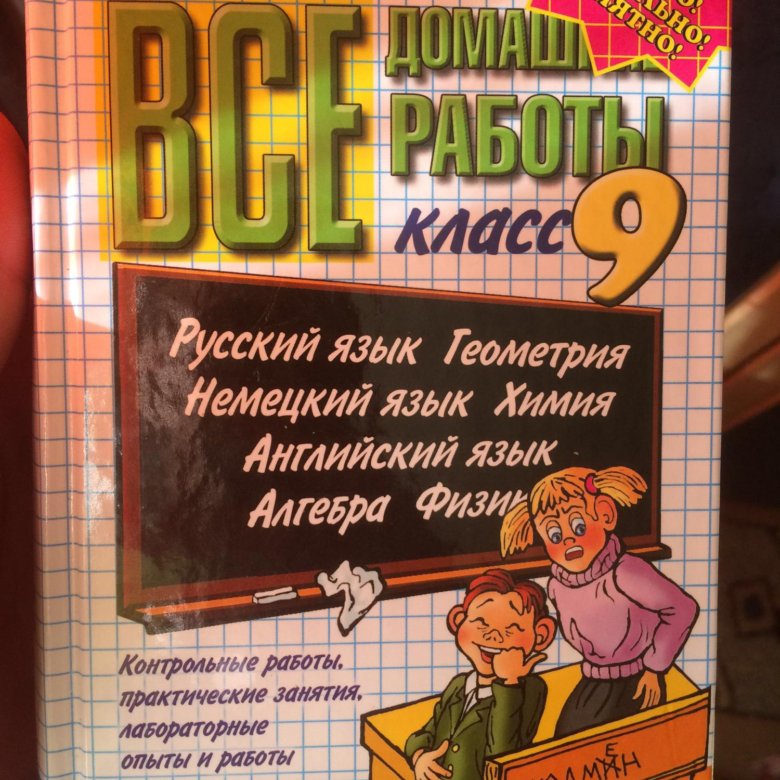 ВСЕ
ДОМАШНИЕ
РАБОТЫ
класс 9
Русский язык Геометрия
Немецкий язык Химия
Английский язык
Алгебра
Контрольные работы,
практические занятия,
лабораторные
опыты и работы